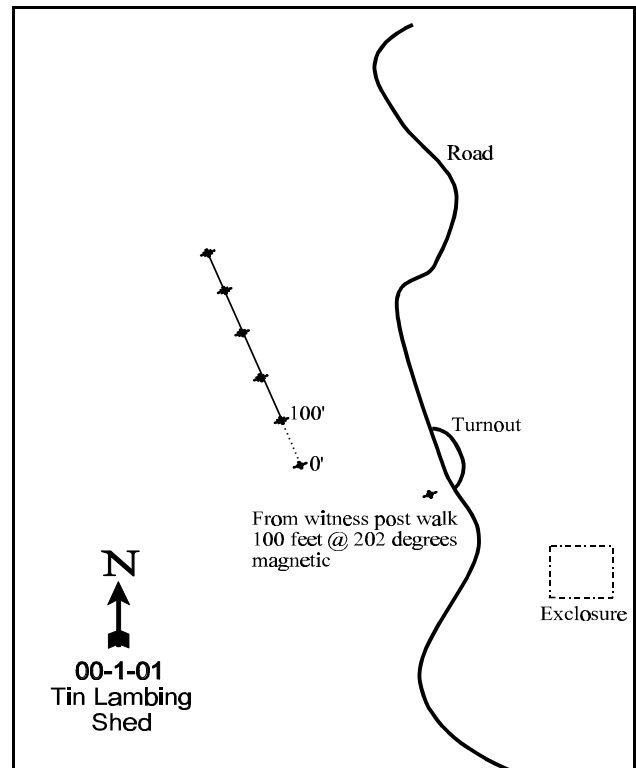 Road
100'
Turnout
0'
From witness post walk
100 feet @ 202 degrees
magnetic
N
Exclosure
00-1-01
Tin Lambing
Shed